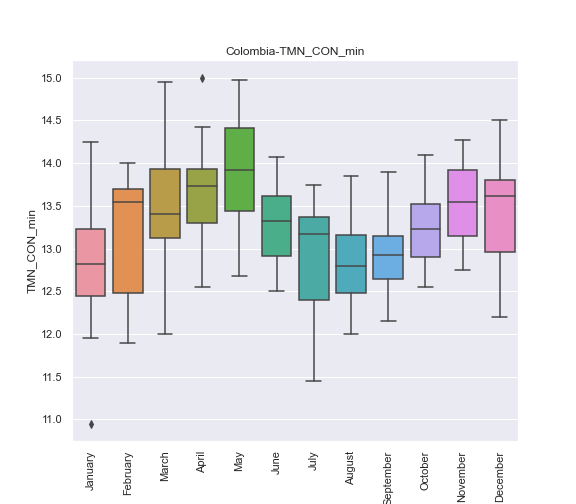 Colombia-TMN_CON_min
TMN_CON_min
15.0
14.5
14.0
13.5
13.0
12.5
12.0
11.5
11.0
January
February
March
April
May
June
July
August
September
October
November
December